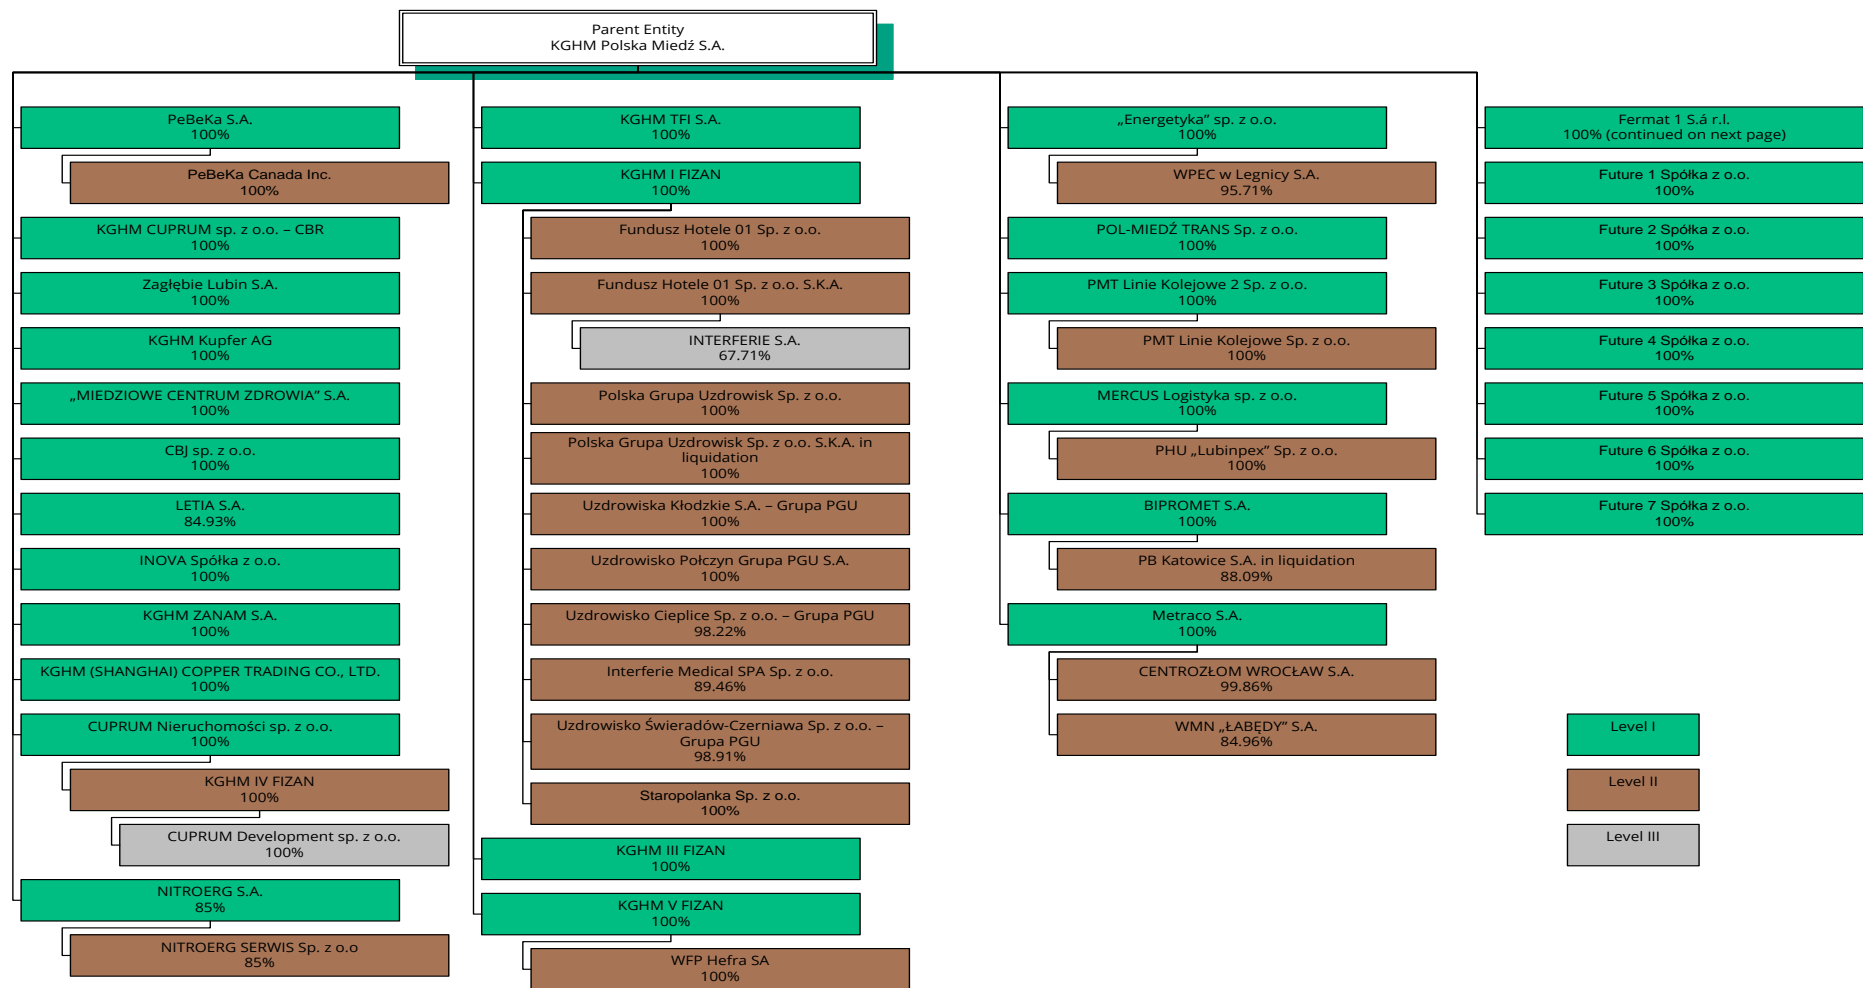 Parent Entity
KGHM Polska Miedź S.A.
PeBeKa S.A.
100%
PeBeKa Canada Inc.
100%
KGHM CUPRUM sp. z o.o. – CBR
100%
Zagłębie Lubin S.A.
100%
KGHM Kupfer AG
100%
„MIEDZIOWE CENTRUM ZDROWIA” S.A.
100%
CBJ sp. z o.o.
100%
LETIA S.A.
84.93%
INOVA Spółka z o.o.
100%
KGHM ZANAM S.A.
100%
KGHM (SHANGHAI) COPPER TRADING CO., LTD.
100%
CUPRUM Nieruchomości sp. z o.o.
100%
KGHM IV FIZAN
100%
CUPRUM Development sp. z o.o.
100%
NITROERG S.A.
85%
NITROERG SERWIS Sp. z o.o
85%
KGHM TFI S.A.
100%
KGHM I FIZAN
100%
Fundusz Hotele 01 Sp. z o.o.
100%
Fundusz Hotele 01 Sp. z o.o. S.K.A.
100%
INTERFERIE S.A.
67.71%
Polska Grupa Uzdrowisk Sp. z o.o.
100%
Polska Grupa Uzdrowisk Sp. z o.o. S.K.A. in
liquidation
100%
Uzdrowiska Kłodzkie S.A. – Grupa PGU
100%
Uzdrowisko Połczyn Grupa PGU S.A.
100%
Uzdrowisko Cieplice Sp. z o.o. – Grupa PGU
98.22%
Interferie Medical SPA Sp. z o.o.
89.46%
Uzdrowisko Świeradów-Czerniawa Sp. z o.o. –
Grupa PGU
98.91%
Staropolanka Sp. z o.o.
100%
KGHM III FIZAN
100%
KGHM V FIZAN
100%
WFP Hefra SA
100%
„Energetyka” sp. z o.o.
100%
WPEC w Legnicy S.A.
95.71%
POL-MIEDŹ TRANS Sp. z o.o.
100%
PMT Linie Kolejowe 2 Sp. z o.o.
100%
PMT Linie Kolejowe Sp. z o.o.
100%
MERCUS Logistyka sp. z o.o.
100%
PHU „Lubinpex” Sp. z o.o.
100%
BIPROMET S.A.
100%
PB Katowice S.A. in liquidation
88.09%
Metraco S.A.
100%
CENTROZŁOM WROCŁAW S.A.
99.86%
WMN „ŁABĘDY” S.A.
84.96%
Fermat 1 S.á r.l.
100% (continued on next page)
Future 1 Spółka z o.o.
100%
Future 2 Spółka z o.o.
100%
Future 3 Spółka z o.o.
100%
Future 4 Spółka z o.o.
100%
Future 5 Spółka z o.o.
100%
Future 6 Spółka z o.o.
100%
Future 7 Spółka z o.o.
100%
Level I
Level II
Level III